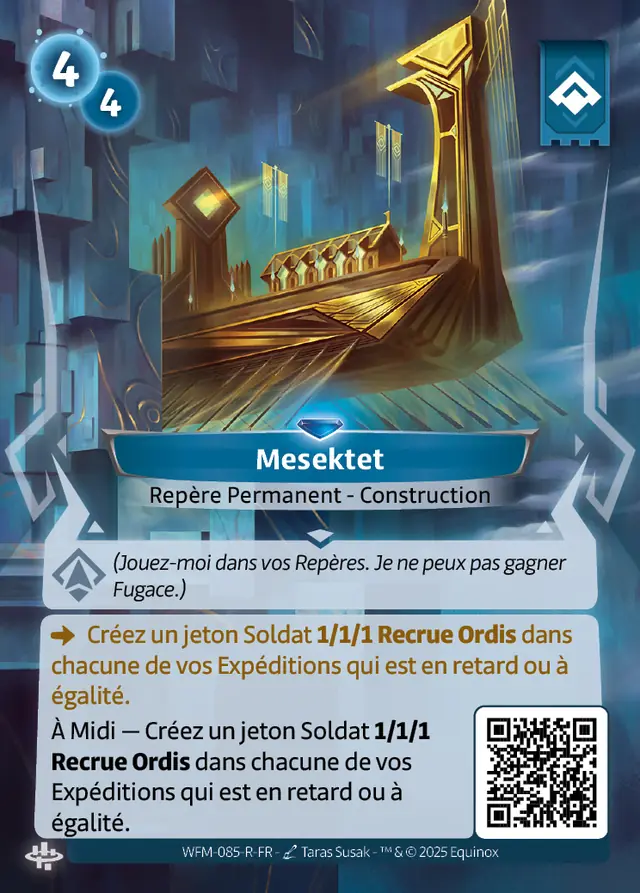 4
4
Mesektet
Repère Permanent - Construction
(Jouez-moi dans vos Repères. Je ne peux pas gagner
Fugace.)
Créez un jeton Soldat 1/1/1 Recrue Ordis dans
chacune de vos Expéditions qui est en retard ou à
égalité.
À Midi — Créez un jeton Soldat 1/1/1
Recrue Ordis dans chacune de vos
Expéditions qui est en retard ou à
égalité.
WFM-085-R-FR - Taras Susak - ™ & © 2025 Equinox